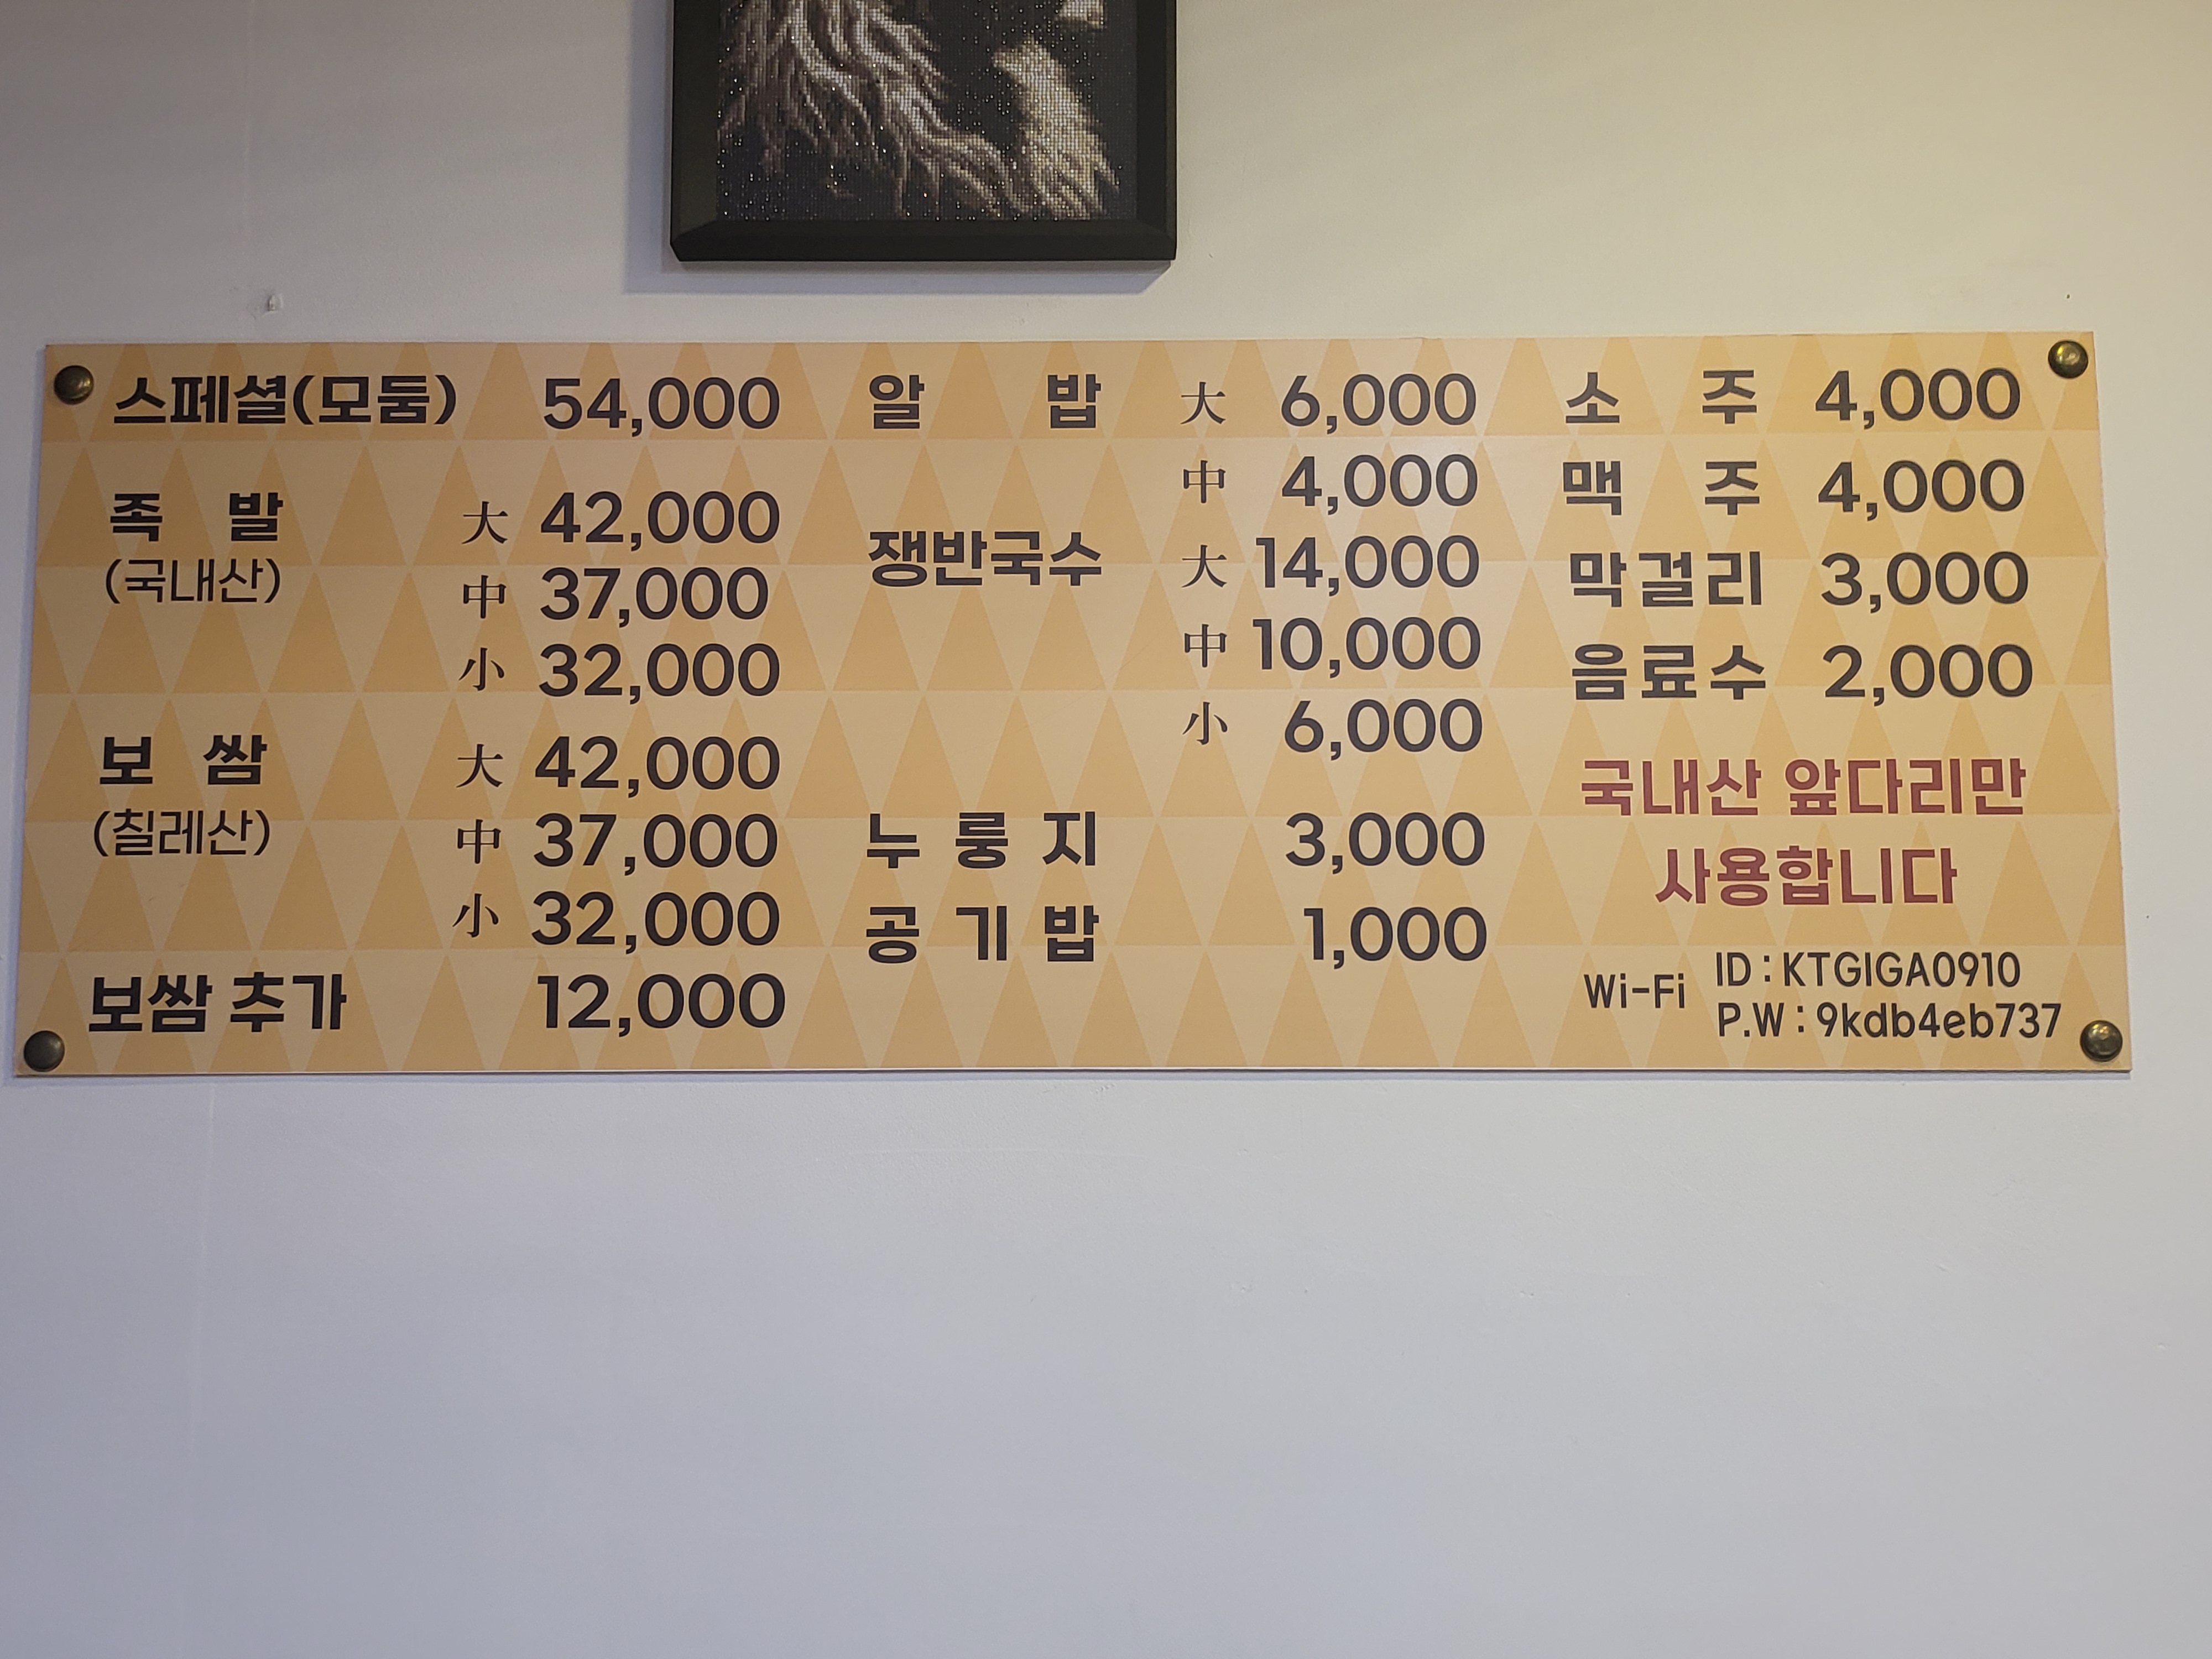 스페셜(모둠) 54,000
족 발 大 42,000
(국내산) 中 37,000
小 32,000
보 쌈 大 42,000
(칠레산) 中 37,000
小 32,000
보쌈 추가 12,000
알 밥 大 6,000
中 4,000
쟁반국수 大 14,000
中 10,000
小 6,000
누 룽 지 3,000
공 기 밥 1,000
소 주 4,000
맥 주 4,000
막걸리 3,000
음료수 2,000
국내산 앞다리만
사용합니다
Wi-Fi ID : KTGIGA0910
P.W : 9kdb4eb737